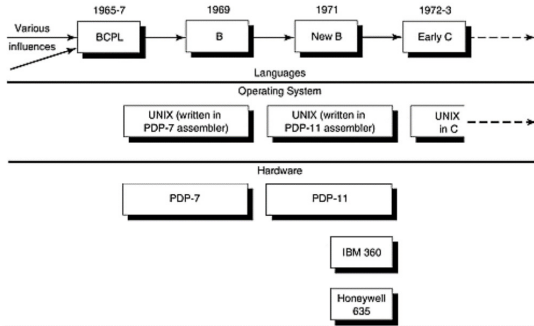 1965-7 1969 1971 1972-3
Various
influences
BCPL B New B Early C
Languages
Operating System
UNIX (written in
PDP-7 assembler)
UNIX (written in
PDP-11 assembler)
UNIX
in C
Hardware
PDP-7 PDP-11
IBM 360
Honeywell
635